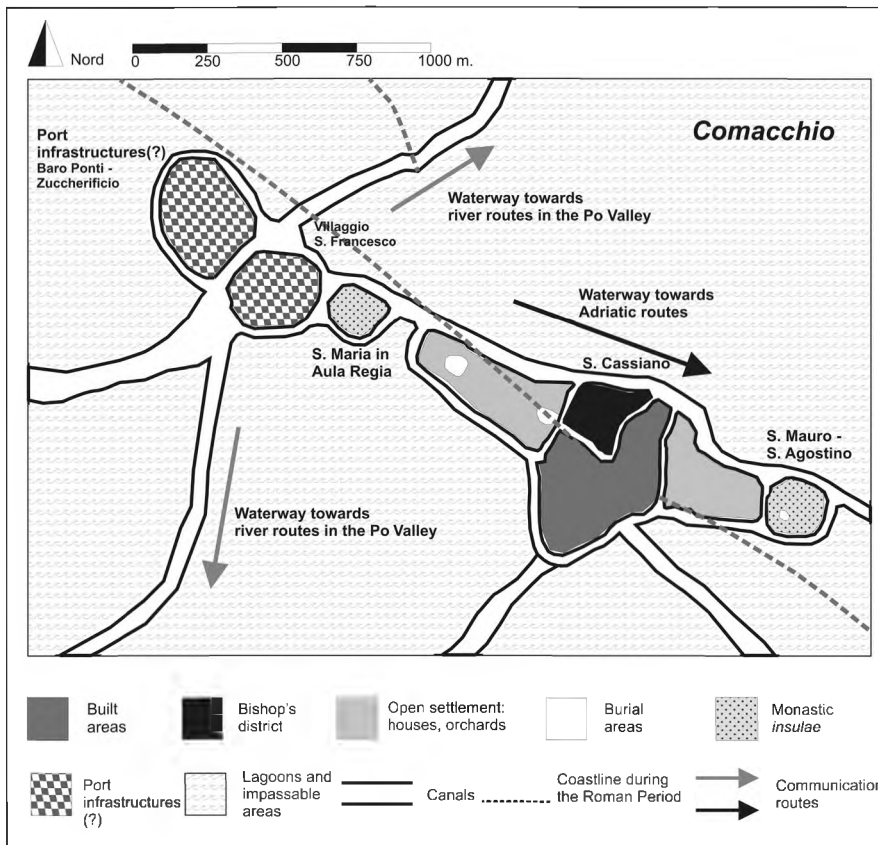 Nord
0 250 500 750 1000 m.
Comacchio
Port
infrastructures(?)
Baro Ponti -
Zuccherificio
Waterway towards
river routes in the Po Valley
Villaggio
S. Francesco
Waterway towards
Adriatic routes
S. Maria in
Aula Regia
S. Cassiano
S. Mauro -
S. Agostino
Waterway towards
river routes in the Po Valley
Built
areas
Bishop's
district
Open settlement:
houses, orchards
Burial
areas
Monastic
insulae
Port
infrastructures
(?)
Lagoons and
impassable
areas
Canals
Coastline during
the Roman Period
Communication
routes